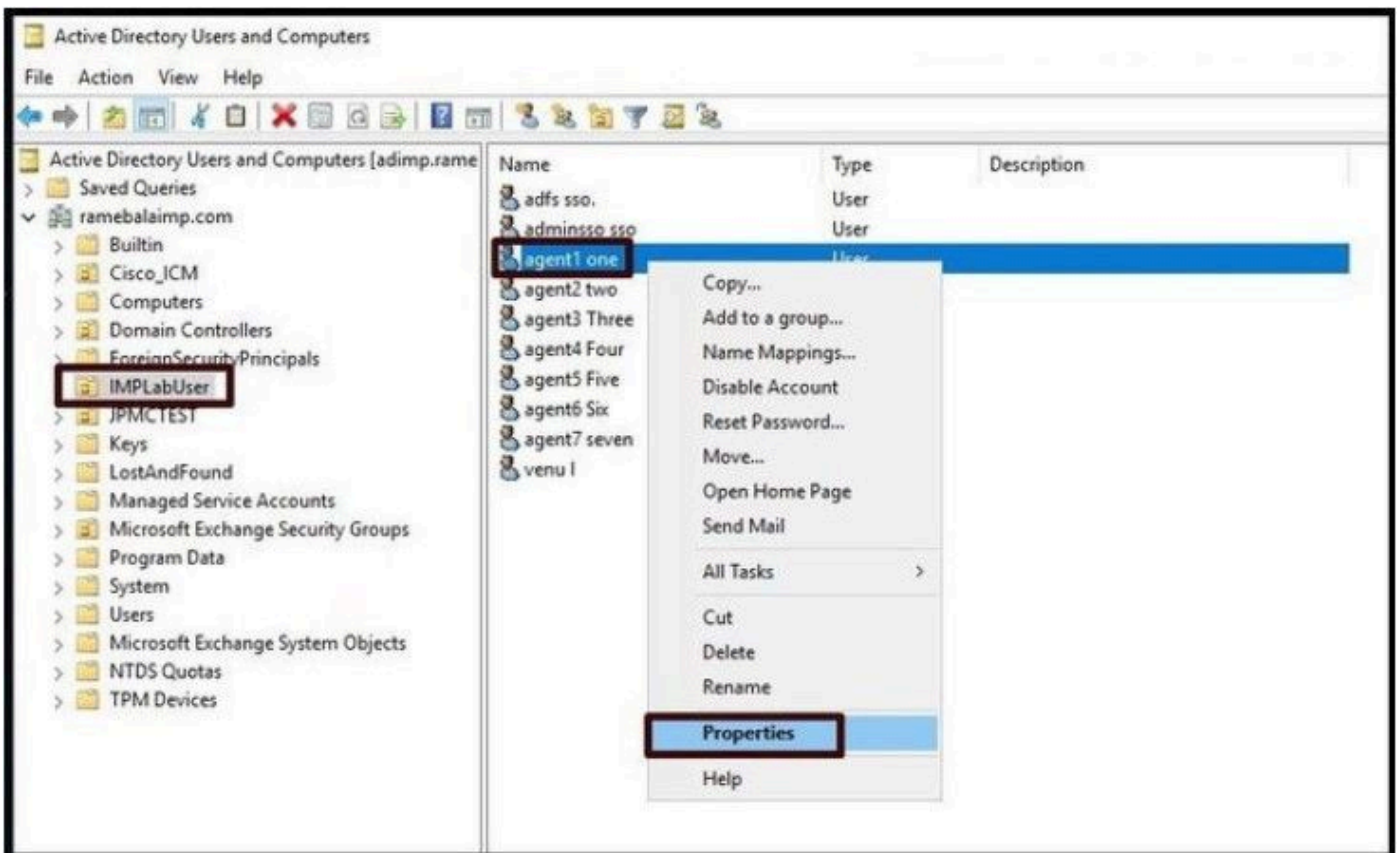 Active Directory Users and Computers
File Action View Help
Active Directory Users and Computers [adimp.rame
Saved Queries
ramebalaimp.com
Builtin
Cisco_ICM
Computers
Domain Controllers
ForeignSecurityPrincipals
IMPLabUser
JPMCTEST
Keys
LostAndFound
Managed Service Accounts
Microsoft Exchange Security Groups
Program Data
System
Users
Microsoft Exchange System Objects
NTDS Quotas
TPM Devices
Name Type Description
adfs sso. User
adminsso sso User
agent1 one User
agent2 two
agent3 Three
agent4 Four
agent5 Five
agent6 Six
agent7 seven
venu l
Copy...
Add to a group...
Name Mappings...
Disable Account
Reset Password...
Move...
Open Home Page
Send Mail
All Tasks
Cut
Delete
Rename
Properties
Help